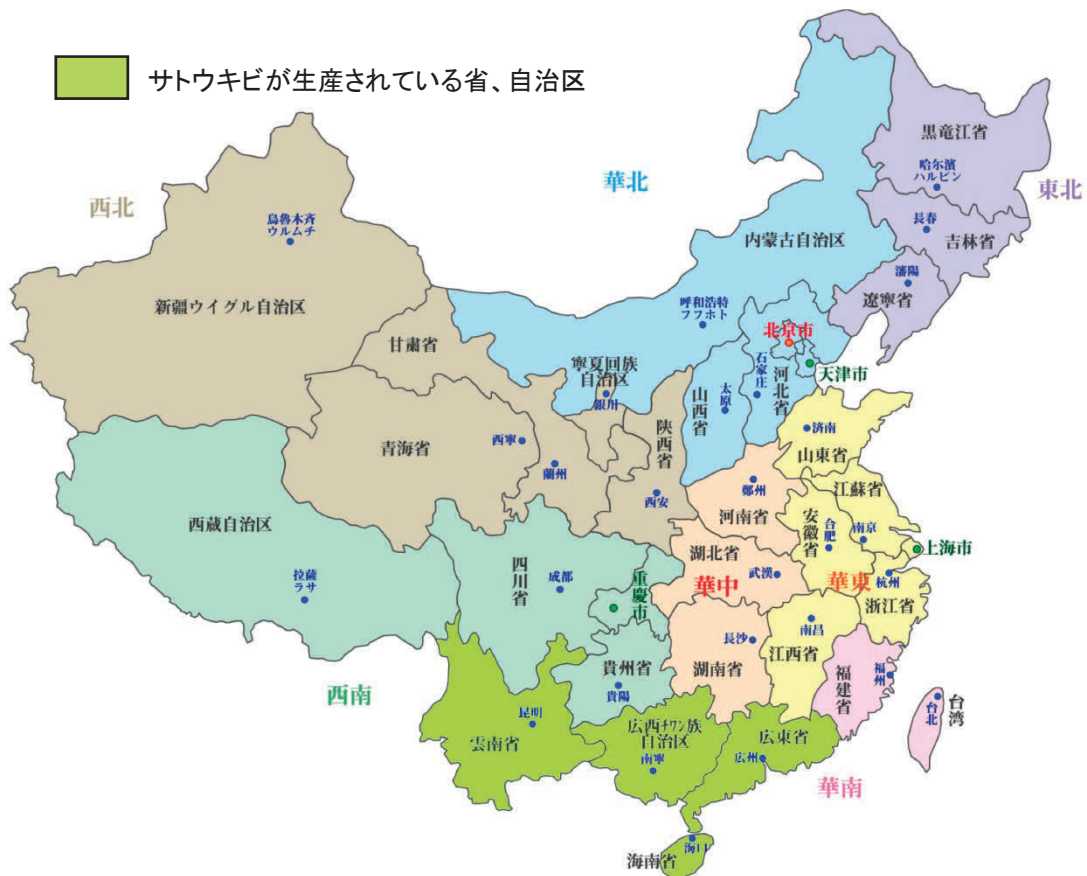 サトウキビが生産されている省、自治区
黒竜江省
哈尔濱
ハルビン
東北
華北
西北
長春
吉林省
烏魯木斉
ウルムチ
内蒙古自治区
瀋陽
遼寧省
新疆ウイグル自治区
呼和浩特
フフホト
北京市
甘粛省
天津市
寧夏回族
自治区
銀川
石家庄
河北省
太原
山西省
済南
山東省
陝西省
西寧
青海省
蘭州
西安
鄭州
河南省
江蘇省
安徽省
合肥
南京
上海市
西蔵自治区
湖北省
武漢
華中
華東
杭州
浙江省
拉薩
ラサ
四川省
成都
重慶市
南昌
江西省
長沙
湖南省
貴州省
貴陽
福建省
福州
台湾
台北
西南
昆明
雲南省
広西チワン族
自治区
南寧
広東省
広州
華南
海口
海南省